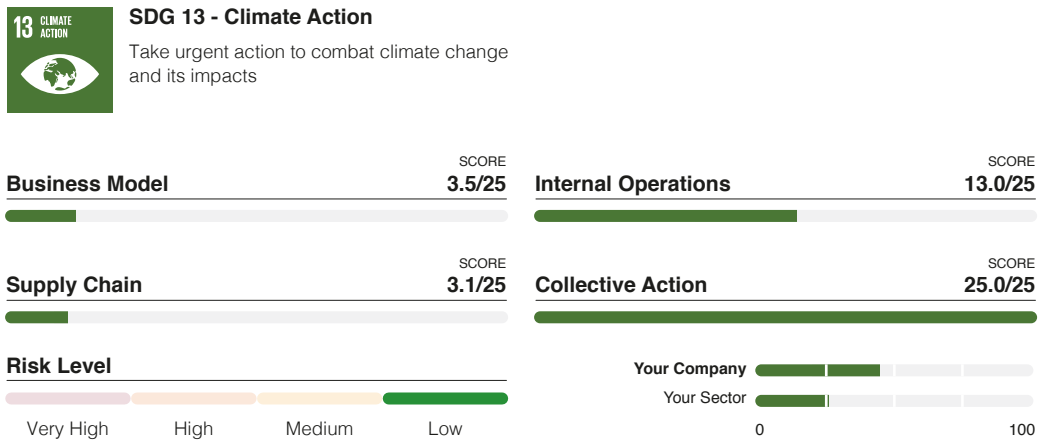 13 CLIMATE
ACTION
SDG 13 - Climate Action
Take urgent action to combat climate change
and its impacts
SCORE
Business Model 3.5/25
SCORE
Internal Operations 13.0/25
SCORE
Supply Chain 3.1/25
SCORE
Collective Action 25.0/25
Risk Level
Very High High Medium Low
Your Company
Your Sector
0 100